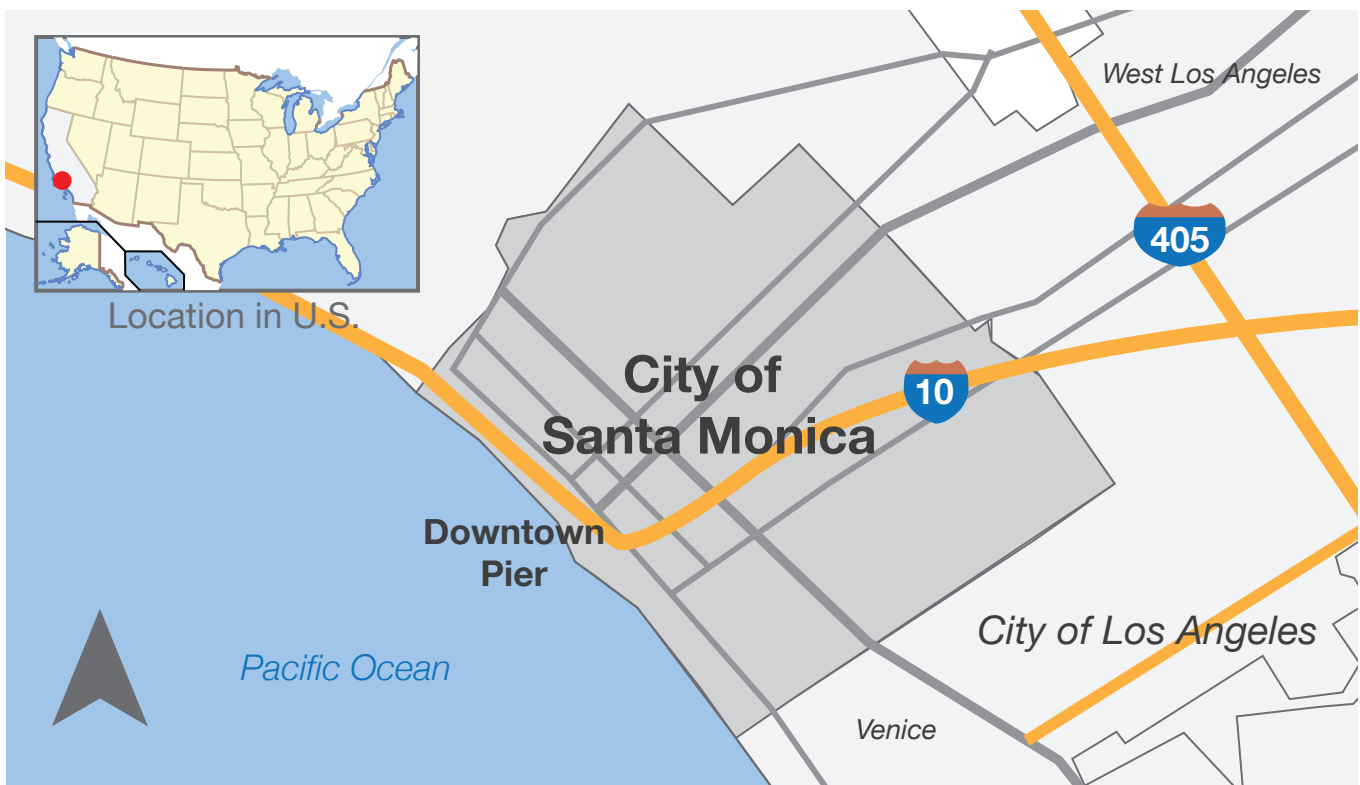 West Los Angeles
405
Location in U.S.
City of
Santa Monica
10
Downtown
Pier
City of Los Angeles
Pacific Ocean
Venice